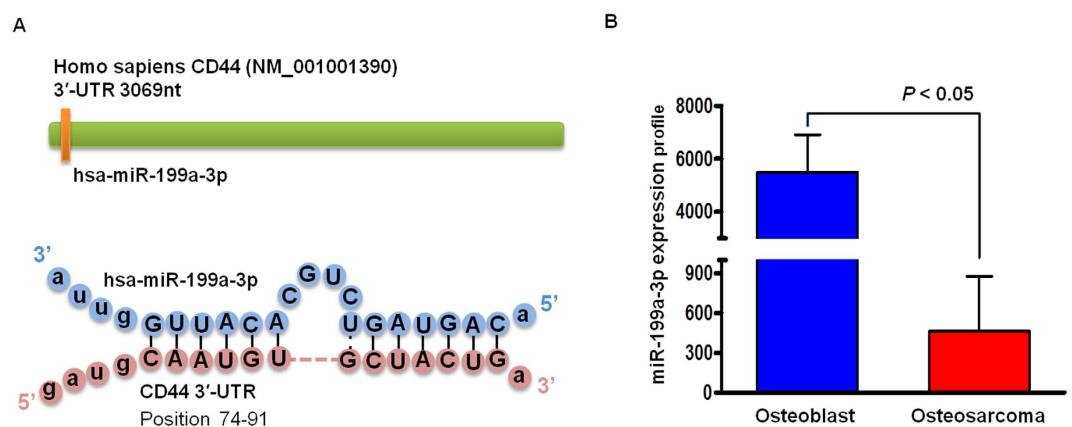 A
Homo sapiens CD44 (NM_001001390)
3′-UTR 3069nt
hsa-miR-199a-3p
3’
hsa-miR-199a-3p
a u u g G U U A C A C G U C U G A U G A C a
5’
5’
g a u g C A A U G U G C U A C U G a
3’
CD44 3′-UTR
Position 74-91
B
P < 0.05
miR-199a-3p expression profile
8000
6000
4000
900
600
300
0
Osteoblast
Osteosarcoma